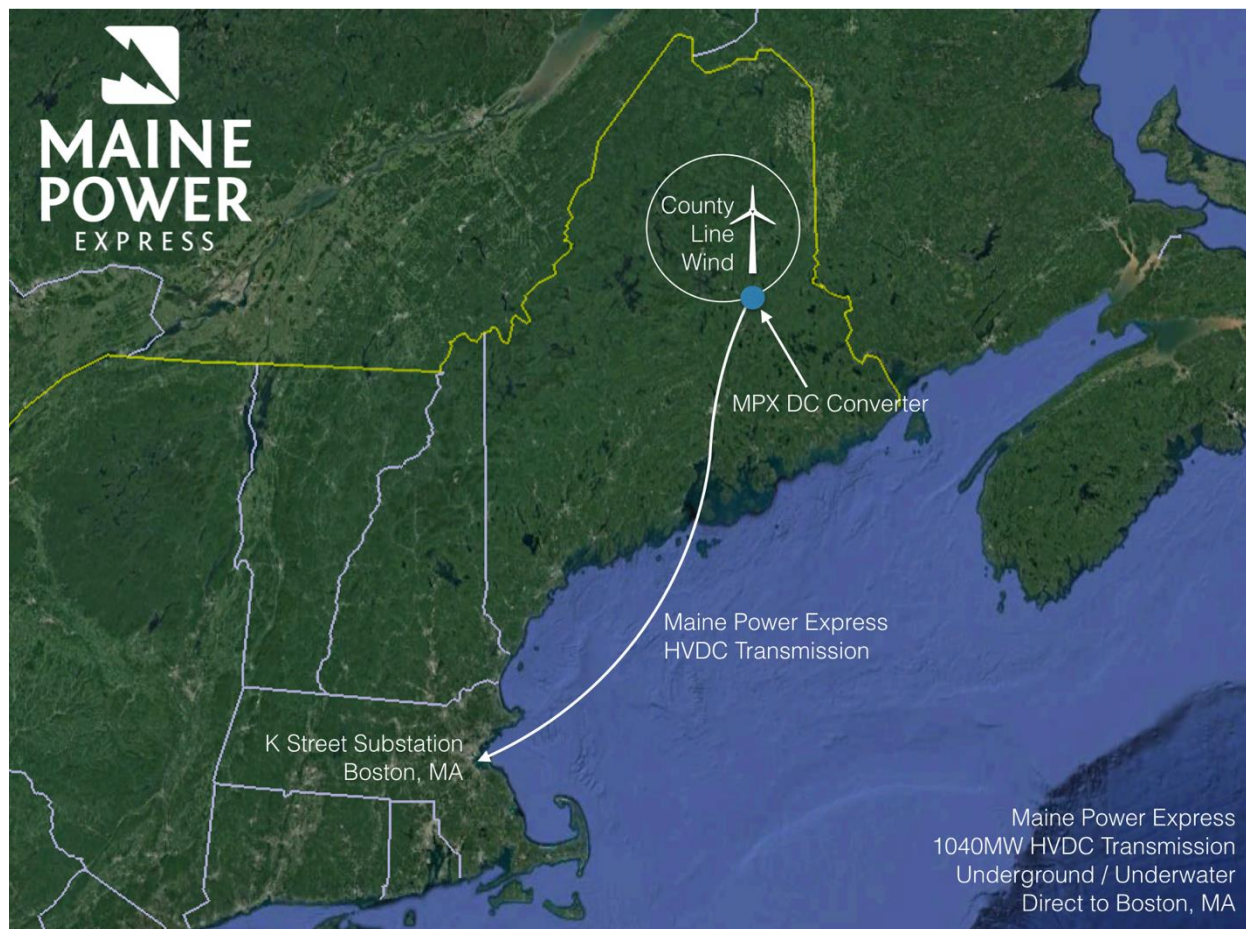 MAINE
POWER
EXPRESS
County
Line
Wind
MPX DC Converter
Maine Power Express
HVDC Transmission
K Street Substation
Boston, MA
Maine Power Express
1040MW HVDC Transmission
Underground / Underwater
Direct to Boston, MA